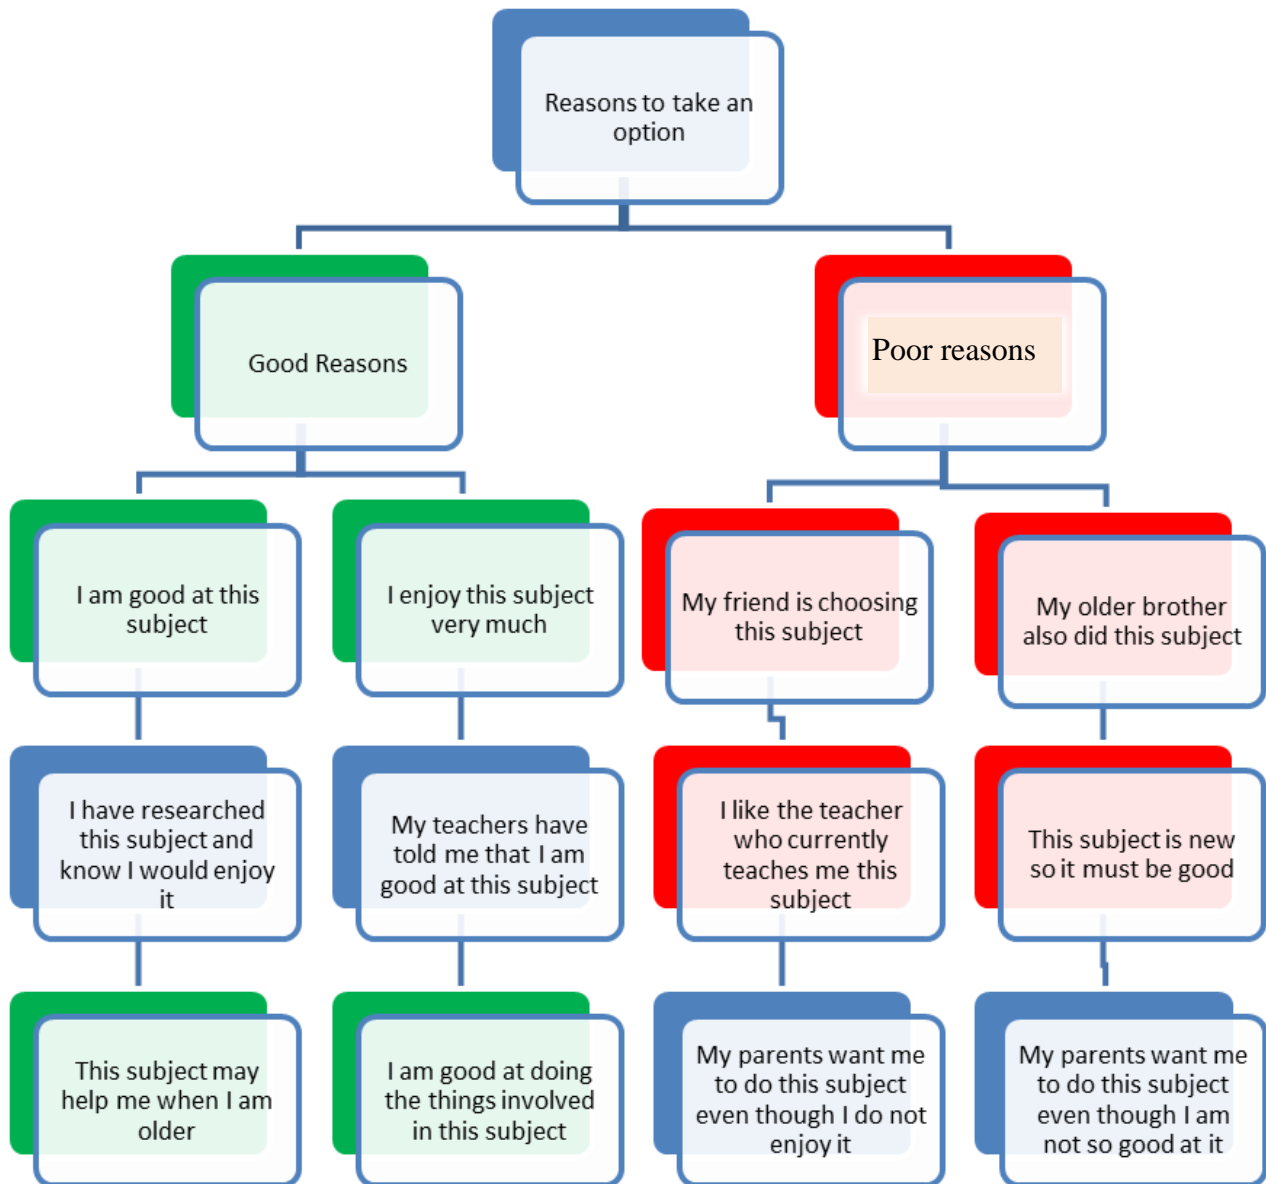 Reasons to take an
option
Good Reasons
Poor reasons
I am good at this
subject
I enjoy this subject
very much
My friend is choosing
this subject
My older brother
also did this subject
I have researched
this subject and
know I would enjoy
it
My teachers have
told me that I am
good at this subject
I like the teacher
who currently
teaches me this
subject
This subject is new
so it must be good
This subject may
help me when I am
older
I am good at doing
the things involved
in this subject
My parents want me
to do this subject
even though I do not
enjoy it
My parents want me
to do this subject
even though I am
not so good at it